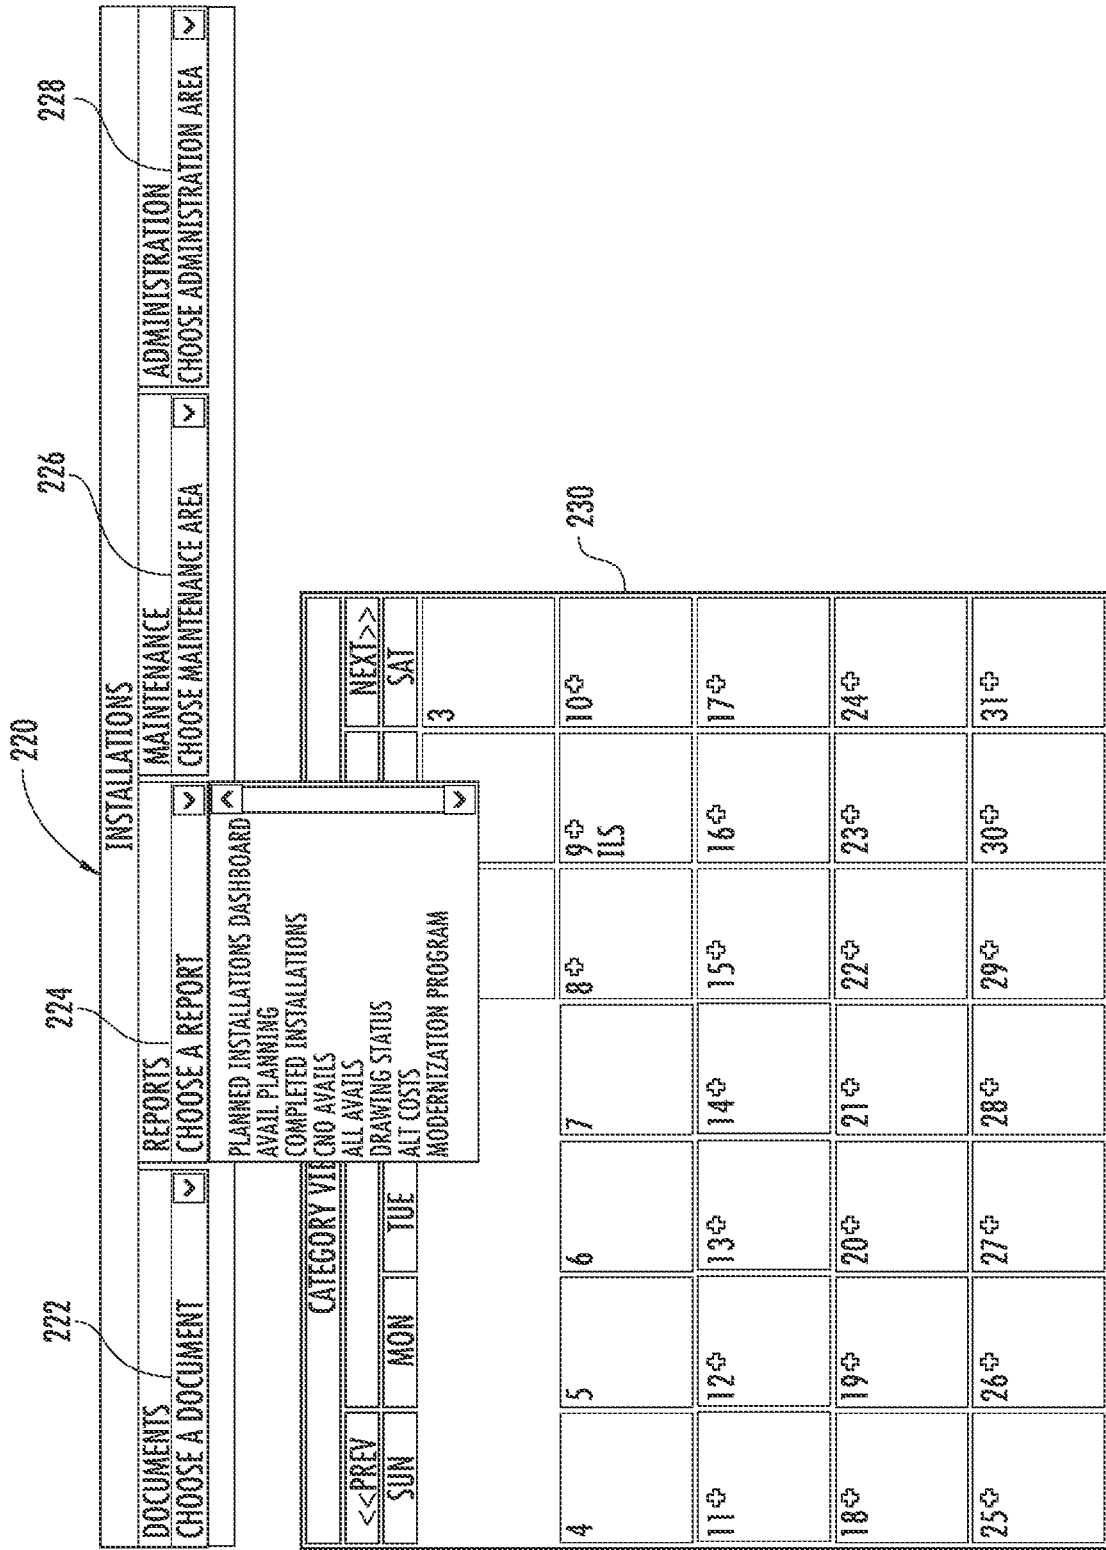 220
INSTALLATIONS
222
224
226
228
DOCUMENTS
REPORTS
MAINTENANCE
ADMINISTRATION
CHOOSE A DOCUMENT
CHOOSE A REPORT
CHOOSE MAINTENANCE AREA
CHOOSE ADMINISTRATION AREA
PLANNED INSTALLATIONS DASHBOARD
AVAIL PLANNING
COMPLETED INSTALLATIONS
CNO AVAILS
ALL AVAILS
DRAWING STATUS
ALT COSTS
MODERNIZATION PROGRAM
CATEGORY VIE
<<PREV
NEXT>>
SUN MON TUE SAT
230
3
4 5 6 7 8 9 10
ILS
11 12 13 14 15 16 17
18 19 20 21 22 23 24
25 26 27 28 29 30 31